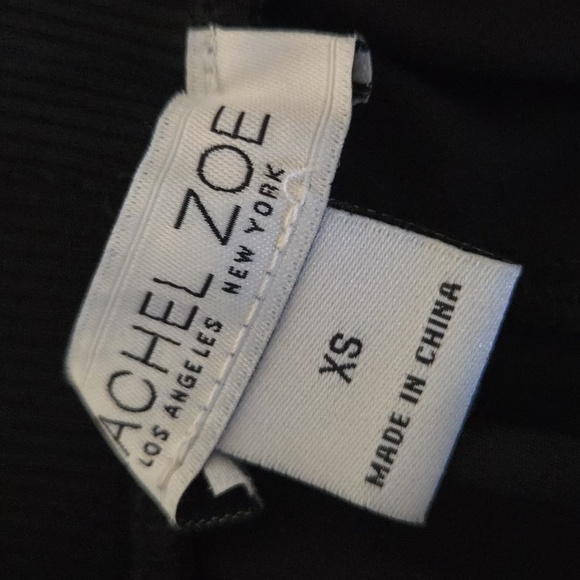 ACHEL ZOE
LOS ANGELES NEW YORK
XS
MADE IN CHINA